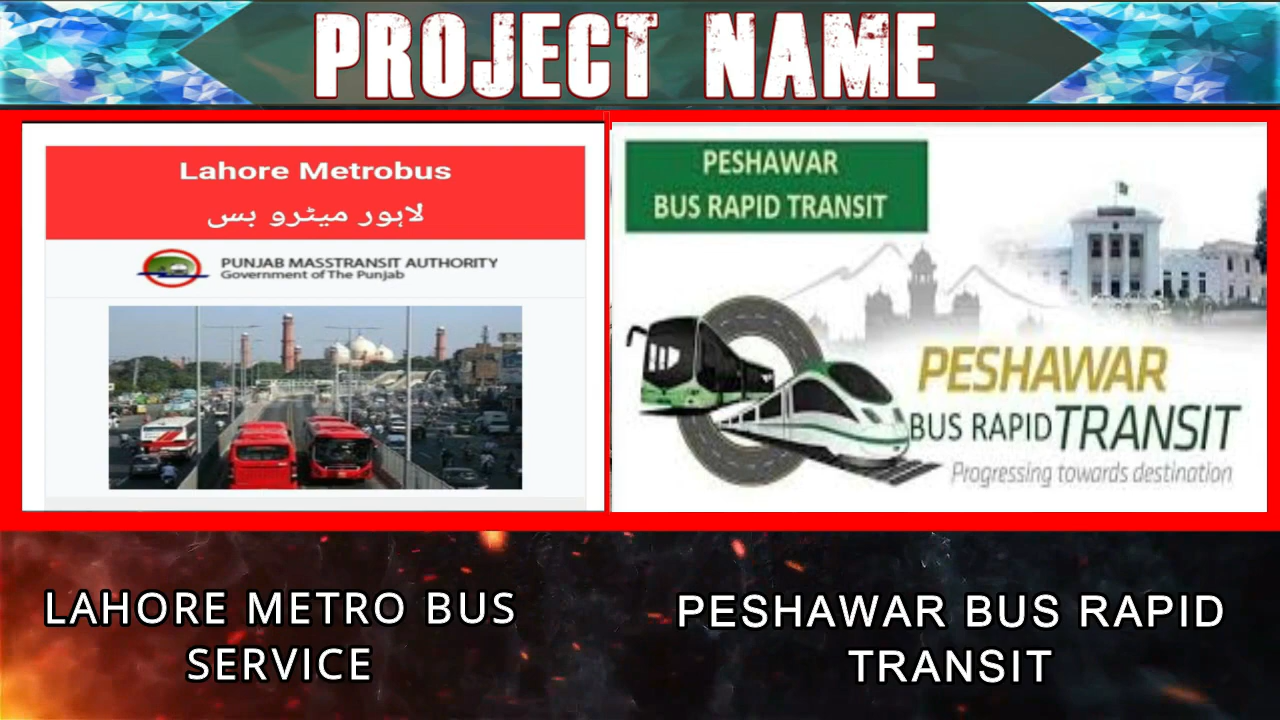 PROJECT NAME
Lahore Metrobus
لاہور میٹرو بس
PUNJAB MASSTRANSIT AUTHORITY
Government of The Punjab
PESHAWAR
BUS RAPID TRANSIT
PESHAWAR
BUS RAPID TRANSIT
Progressing towards destination
LAHORE METRO BUS
SERVICE
PESHAWAR BUS RAPID
TRANSIT